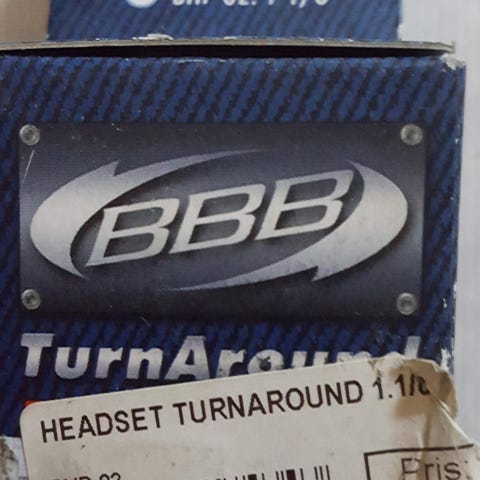 BBB
TurnAround
HEADSET TURNAROUND 1.1/8
Pris: